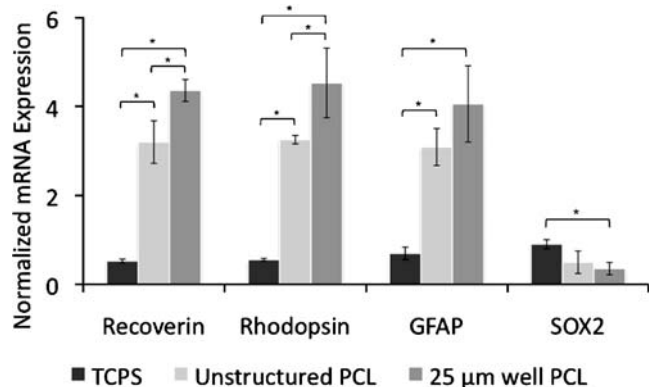 Normalized mRNA Expression
6
4
2
0
* * *
* * *
* *
*
Recoverin Rhodopsin GFAP SOX2
TCPS Unstructured PCL 25 μm well PCL